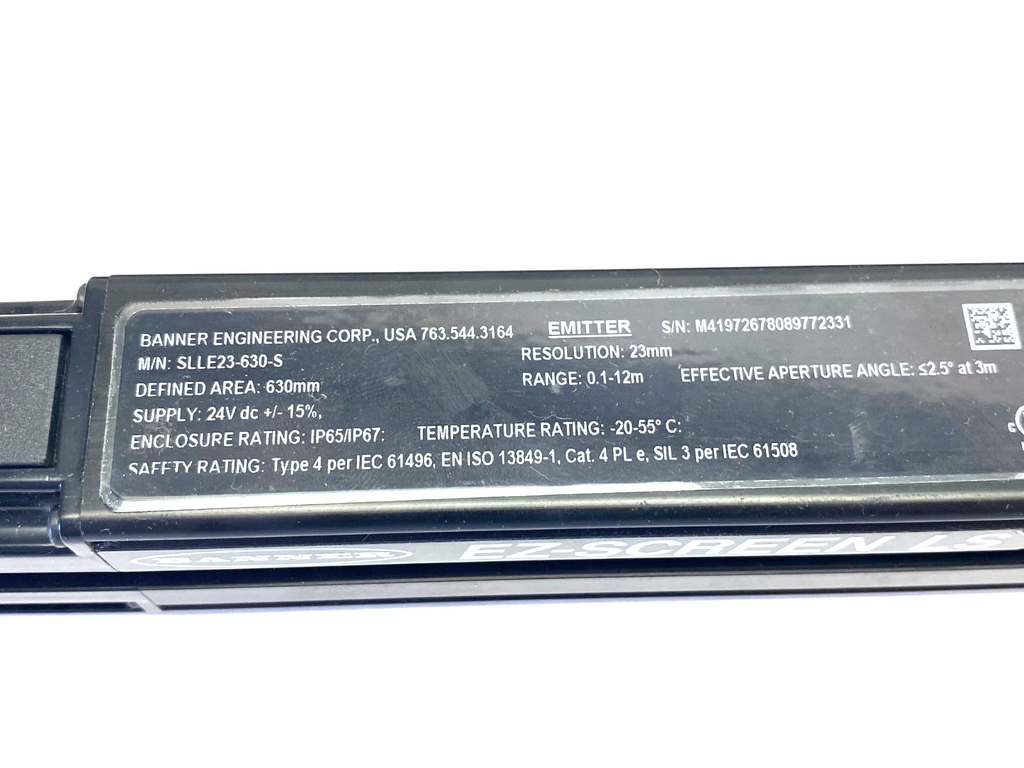 BANNER ENGINEERING CORP., USA 763.544.3164 EMITTER S/N: M41972678089772331
M/N: SLLE23-630-S RESOLUTION: 23mm
DEFINED AREA: 630mm RANGE: 0.1-12m EFFECTIVE APERTURE ANGLE: ≤2.5° at 3m
SUPPLY: 24V dc +/- 15%,
ENCLOSURE RATING: IP65/IP67: TEMPERATURE RATING: -20-55° C:
SAFETY RATING: Type 4 per IEC 61496, EN ISO 13849-1, Cat. 4 PL e, SIL 3 per IEC 61508
BANNER EZ-SCREEN LS